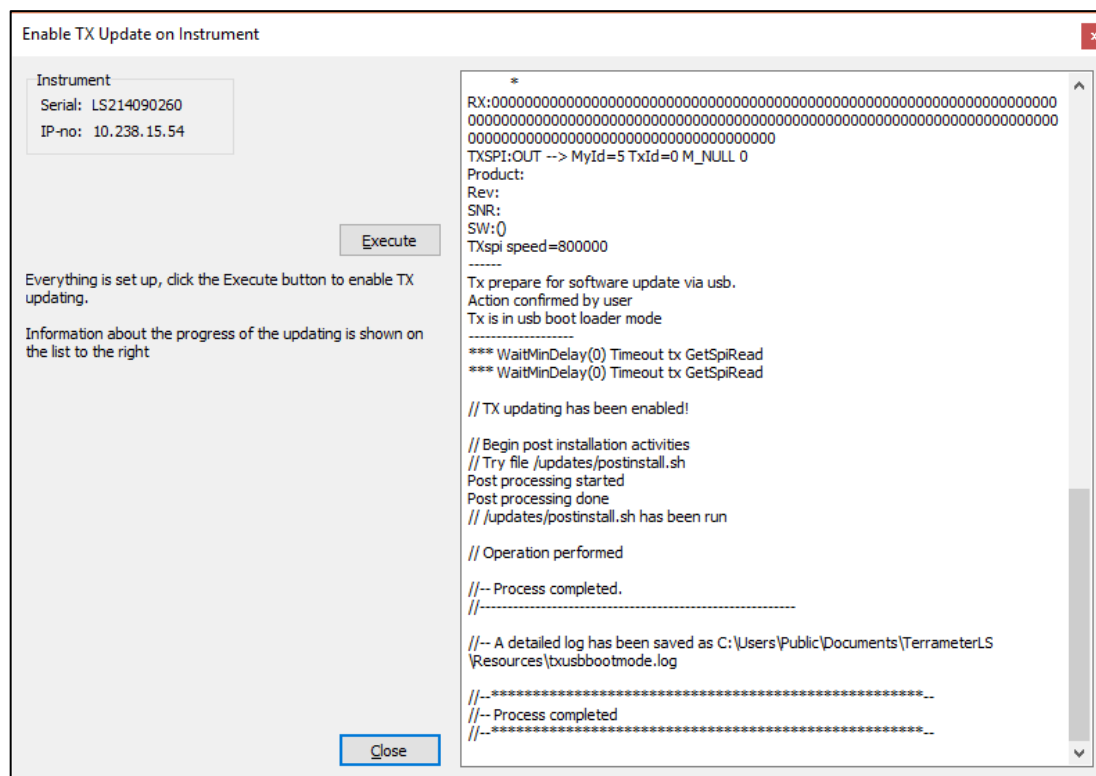 Enable TX Update on Instrument
x
Instrument
Serial: LS214090260
IP-no: 10.238.15.54
Execute
Everything is set up, click the Execute button to enable TX
updating.
Information about the progress of the updating is shown on
the list to the right
Close
*
RX:00000000000000000000000000000000000000000000000000000000000000000000
00000000000000000000000000000000000000000000000000000000000000000000000
0000000000000000000000000000000000000
TXSPI:OUT --> MyId=5 TxId=0 M_NULL 0
Product:
Rev:
SNR:
SW:()
TXspi speed=800000
------
Tx prepare for software update via usb.
Action confirmed by user
Tx is in usb boot loader mode
-------------------
*** WaitMinDelay(0) Timeout tx GetSpiRead
*** WaitMinDelay(0) Timeout tx GetSpiRead
// TX updating has been enabled!
// Begin post installation activities
// Try file /updates/postinstall.sh
Post processing started
Post processing done
// /updates/postinstall.sh has been run
// Operation performed
//-- Process completed.
//----------------------------------------------------------
//-- A detailed log has been saved as C:\Users\Public\Documents\TerrameterLS
\Resources\txusbbootmode.log
//--****************************************************--
//-- Process completed
//--****************************************************--